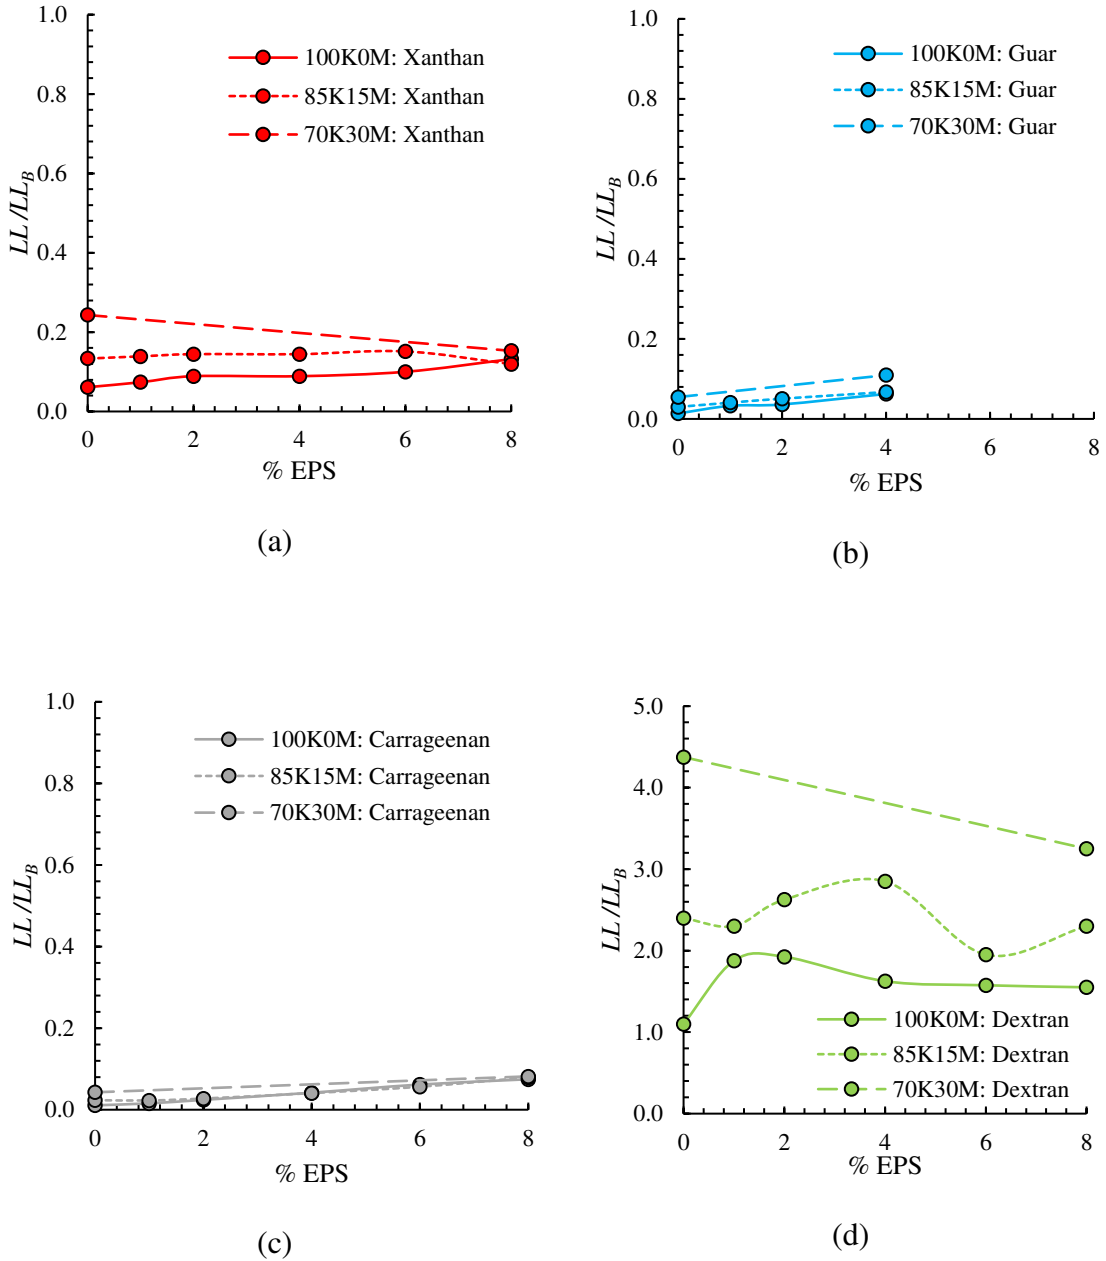 1.0
100K0M: Xanthan
85K15M: Xanthan
70K30M: Xanthan
0.8
0.6
LL/LL_B
0.4
0.2
0.0
0 2 4 6 8
% EPS
(a)
1.0
100K0M: Guar
85K15M: Guar
70K30M: Guar
0.8
0.6
LL/LL_B
0.4
0.2
0.0
0 2 4 6 8
% EPS
(b)
1.0
100K0M: Carrageenan
85K15M: Carrageenan
70K30M: Carrageenan
0.8
0.6
LL/LL_B
0.4
0.2
0.0
0 2 4 6 8
% EPS
(c)
5.0
4.0
3.0
LL/LL_B
2.0
1.0
0.0
100K0M: Dextran
85K15M: Dextran
70K30M: Dextran
0 2 4 6 8
% EPS
(d)